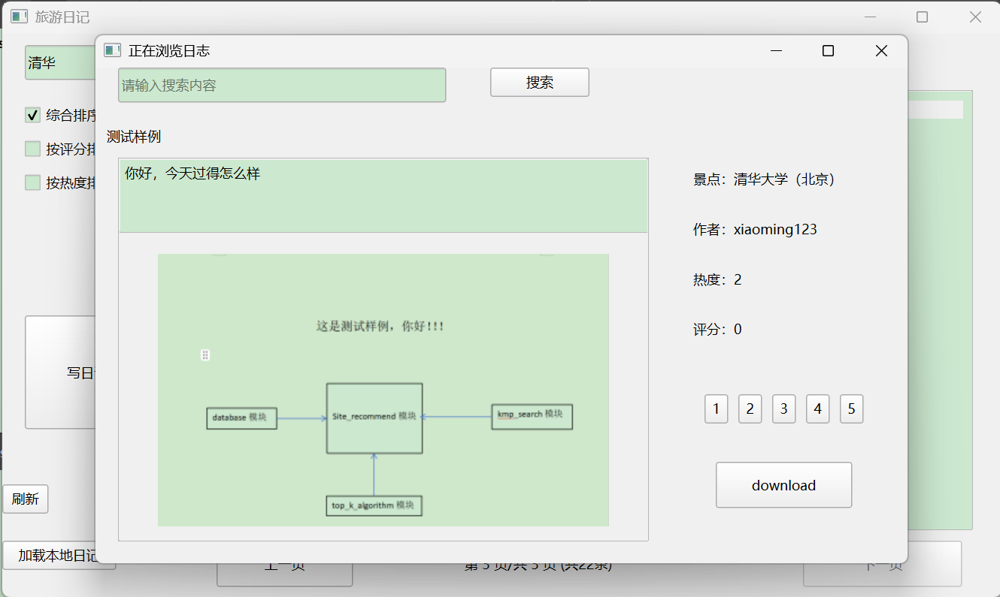 旅游日记
正在浏览日志
清华
请输入搜索内容
搜索
综合排序
测试样例
按评分排
按热度排
你好，今天过得怎么样
景点：清华大学（北京）
作者：xiaoming123
热度：2
评分：0
这是测试样例，你好!!!
database 模块
Site_recommend 模块
kmp_search 模块
top_k_algorithm 模块
1
2
3
4
5
download
写日
刷新
加载本地日记
上一页
第 3 页/共 3 页 (共22条)
下一页